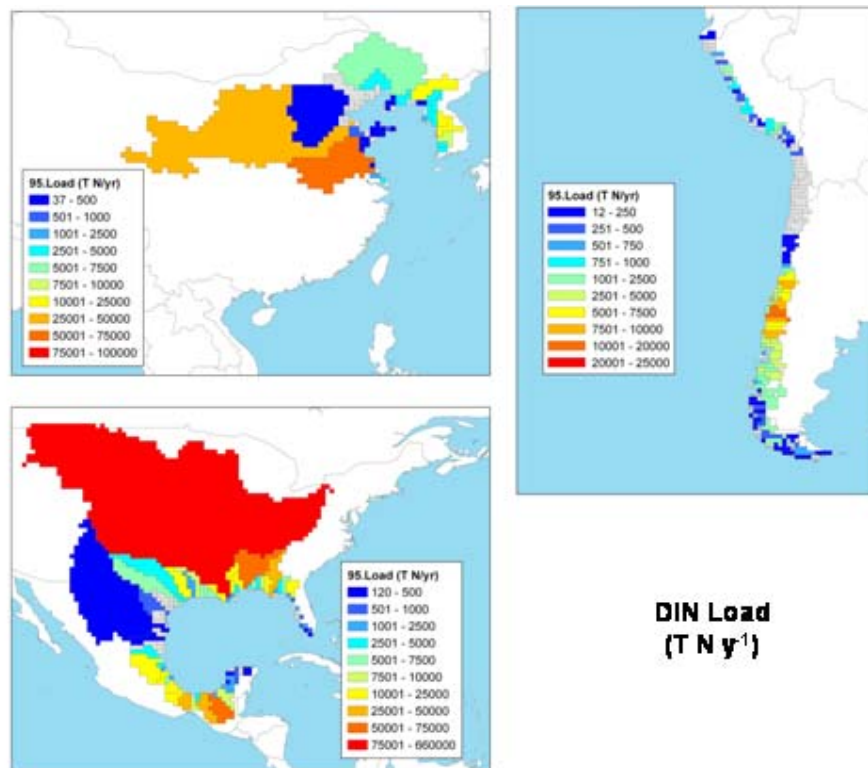 95.Load (T N/yr)
37 - 500
501 - 1000
1001 - 2500
2501 - 5000
5001 - 7500
7501 - 10000
10001 - 25000
25001 - 50000
50001 - 75000
75001 - 100000
95.Load (T N/yr)
12 - 250
251 - 500
501 - 750
751 - 1000
1001 - 2500
2501 - 5000
5001 - 7500
7501 - 10000
10001 - 20000
20001 - 25000
95.Load (T N/yr)
120 - 500
501 - 1000
1001 - 2500
2501 - 5000
5001 - 7500
7501 - 10000
10001 - 25000
25001 - 50000
50001 - 75000
75001 - 660000
DIN Load
(T N y⁻¹)